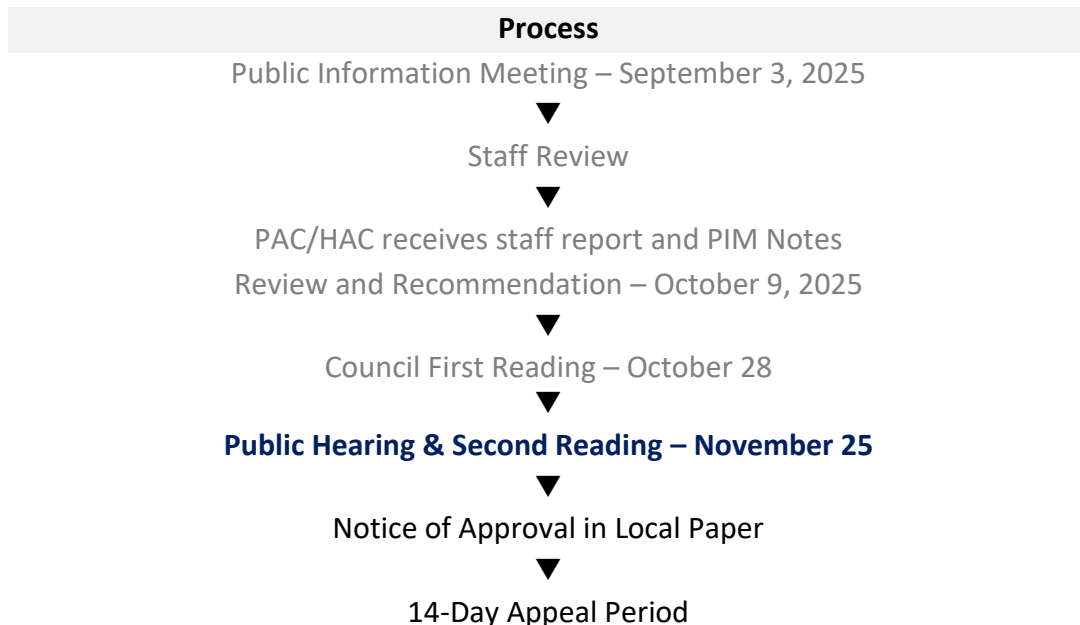 Process
Public Information Meeting – September 3, 2025
Staff Review
PAC/HAC receives staff report and PIM Notes
Review and Recommendation – October 9, 2025
Council First Reading – October 28
Public Hearing & Second Reading – November 25
Notice of Approval in Local Paper
14-Day Appeal Period